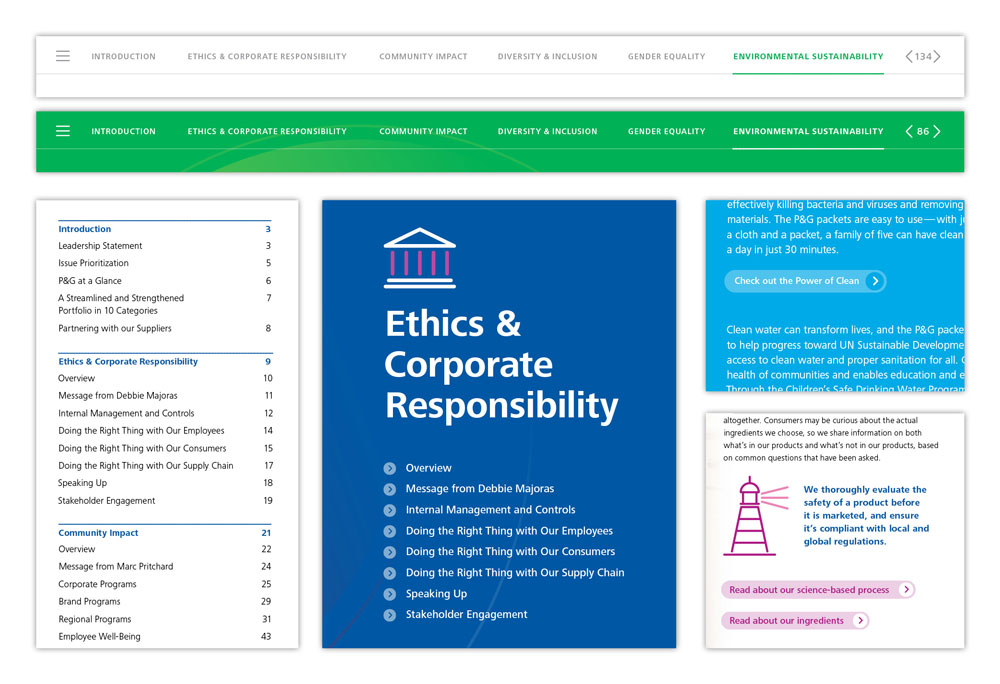 INTRODUCTION ETHICS & CORPORATE RESPONSIBILITY COMMUNITY IMPACT DIVERSITY & INCLUSION GENDER EQUALITY ENVIRONMENTAL SUSTAINABILITY 134
INTRODUCTION ETHICS & CORPORATE RESPONSIBILITY COMMUNITY IMPACT DIVERSITY & INCLUSION GENDER EQUALITY ENVIRONMENTAL SUSTAINABILITY 86
Introduction 3
Leadership Statement 3
Issue Prioritization 5
P&G at a Glance 6
A Streamlined and Strengthened 7
Portfolio in 10 Categories
Partnering with our Suppliers 8
Ethics & Corporate Responsibility 9
Overview 10
Message from Debbie Majoras 11
Internal Management and Controls 12
Doing the Right Thing with Our Employees 14
Doing the Right Thing with Our Consumers 15
Doing the Right Thing with Our Supply Chain 17
Speaking Up 18
Stakeholder Engagement 19
Community Impact 21
Overview 22
Message from Marc Pritchard 24
Corporate Programs 25
Brand Programs 29
Regional Programs 31
Employee Well-Being 43
Ethics &
Corporate
Responsibility
Overview
Message from Debbie Majoras
Internal Management and Controls
Doing the Right Thing with Our Employees
Doing the Right Thing with Our Consumers
Doing the Right Thing with Our Supply Chain
Speaking Up
Stakeholder Engagement
effectively killing bacteria and viruses and removing
materials. The P&G packets are easy to use—with
a cloth and a packet, a family of five can have clean
a day in just 30 minutes.
Check out the Power of Clean
Clean water can transform lives, and the P&G
to help progress toward UN Sustainable
access to clean water and proper sanitation for all.
health of communities and enables education and
Through the Children's Safe Drinking Water Program
altogether. Consumers may be curious about the actual
ingredients we choose, so we share information on both
what's in our products and what's not in our products, based
on common questions that have been asked.
We thoroughly evaluate the
safety of a product before
it is marketed, and ensure
it's compliant with local and
global regulations.
Read about our science-based process
Read about our ingredients